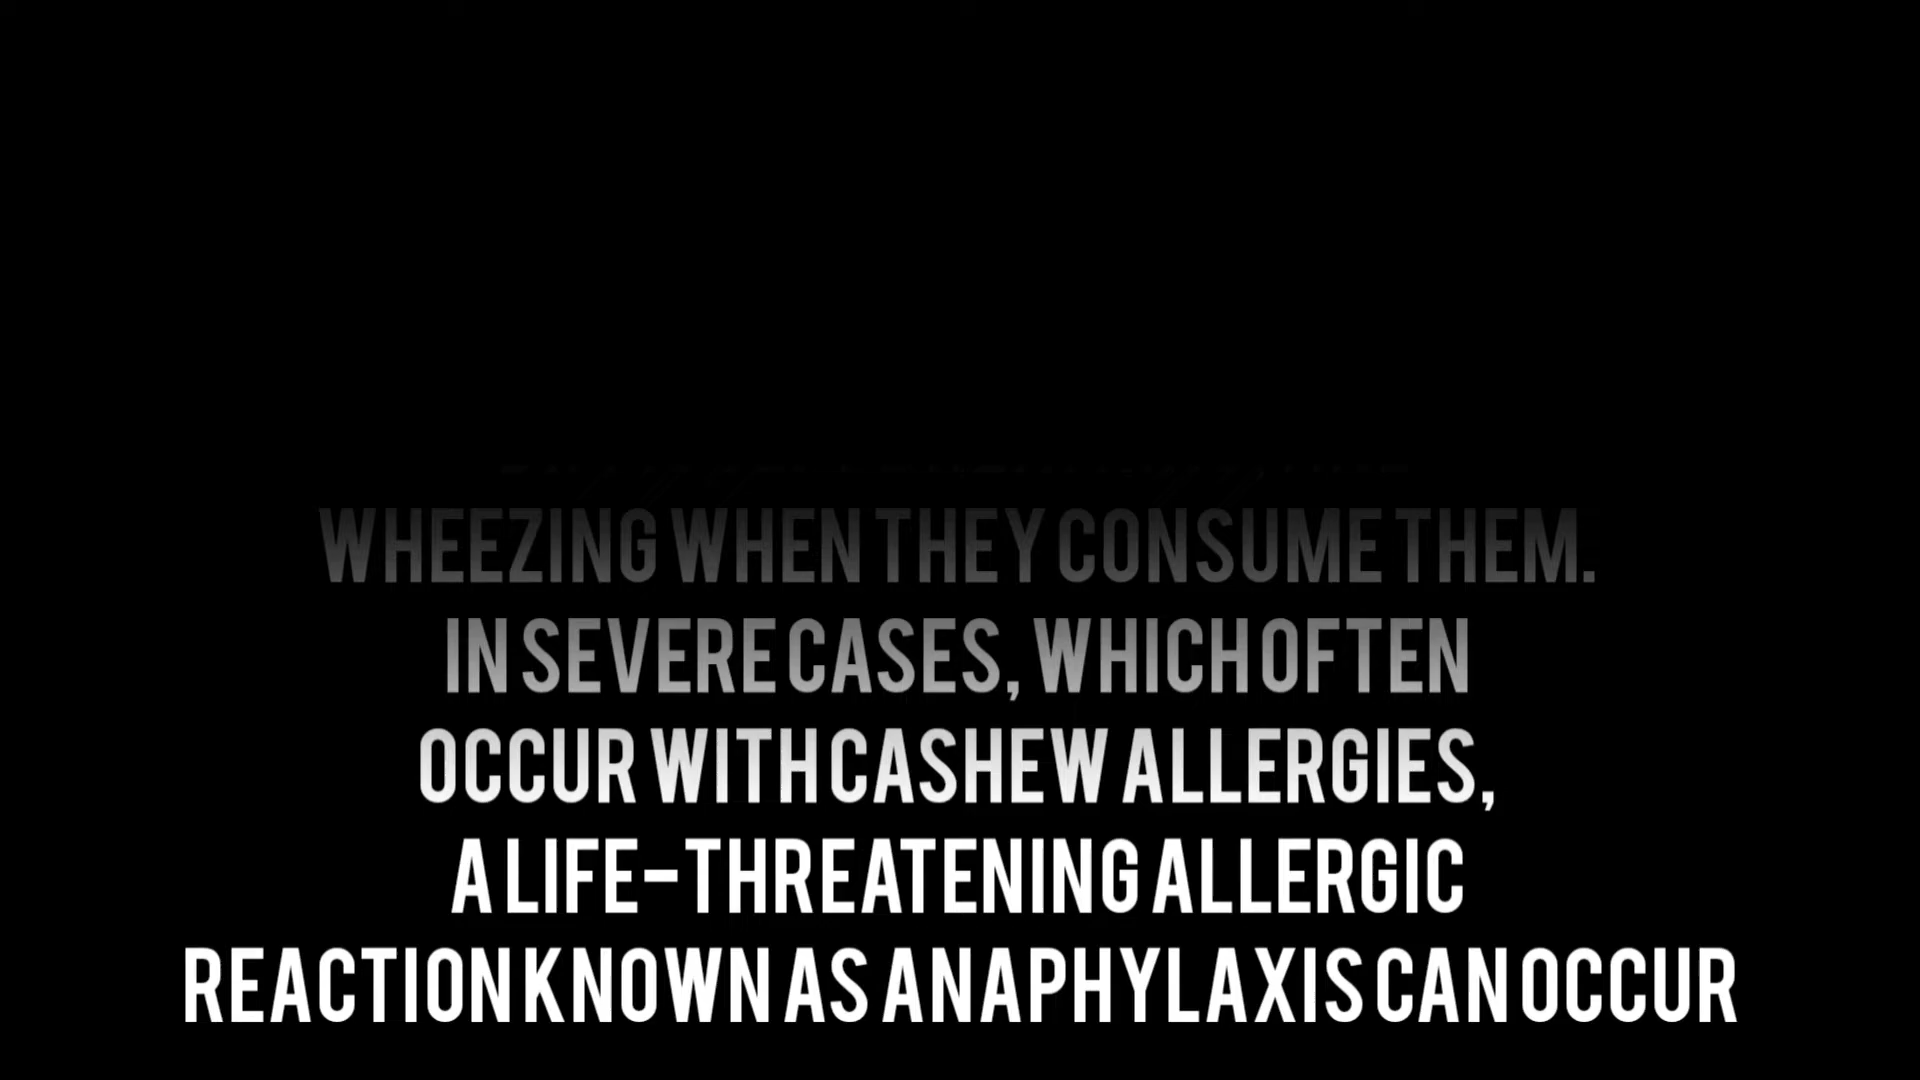 WHEEZING WHEN THEY CONSUME THEM.
IN SEVERE CASES, WHICH OFTEN
OCCUR WITH CASHEW ALLERGIES,
A LIFE-THREATENING ALLERGIC
REACTION KNOWN AS ANAPHYLAXIS CAN OCCUR